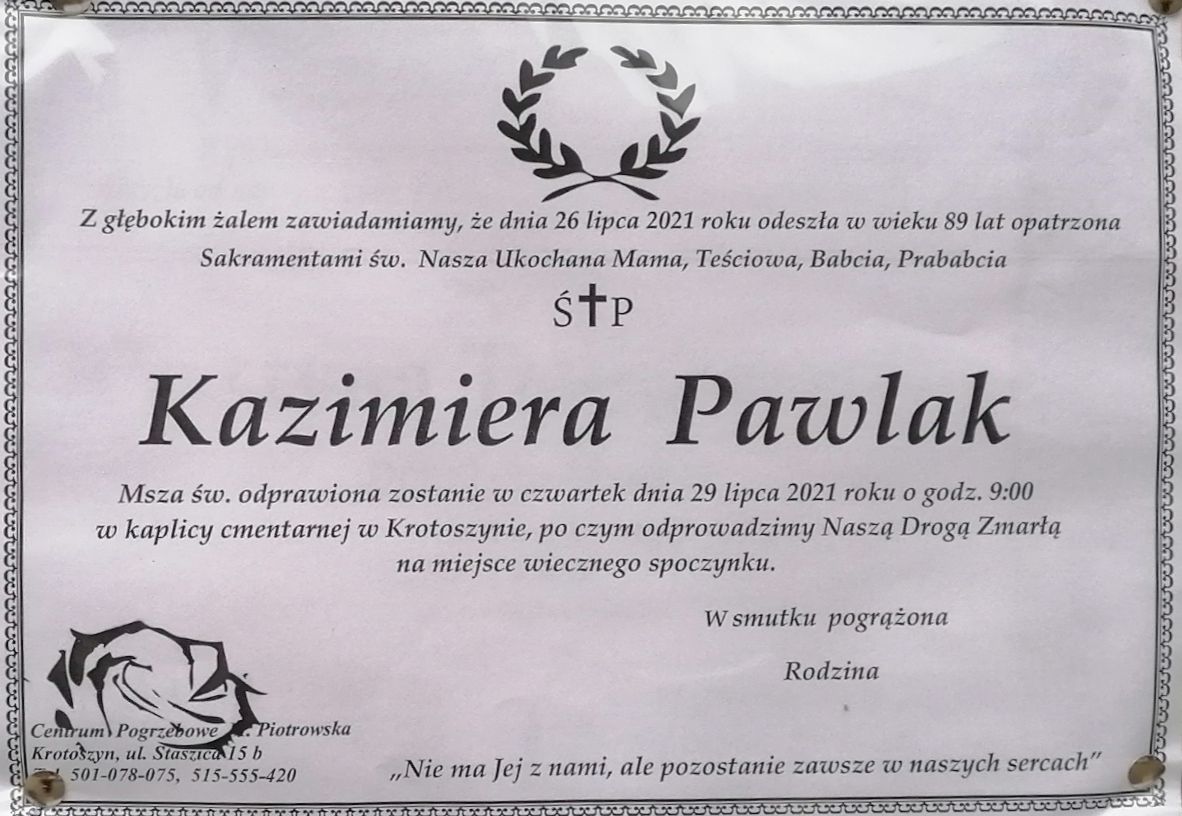 Z głębokim żalem zawiadamiamy, że dnia 26 lipca 2021 roku odeszła w wieku 89 lat opatrzona
Sakramentami św. Nasza Ukochana Mama, Teściowa, Babcia, Prababcia
Ś✝P
Kazimiera Pawlak
Msza św. odprawiona zostanie w czwartek dnia 29 lipca 2021 roku o godz. 9:00
w kaplicy cmentarnej w Krotoszynie, po czym odprowadzimy Naszą Drogą Zmarłą
na miejsce wiecznego spoczynku.
W smutku pogrążona
Rodzina
Centrum Pogrzebowe Piotrowska
Krotoszyn, ul. Staszica 15 b
501-078-075, 515-555-420
„Nie ma Jej z nami, ale pozostanie zawsze w naszych sercach”